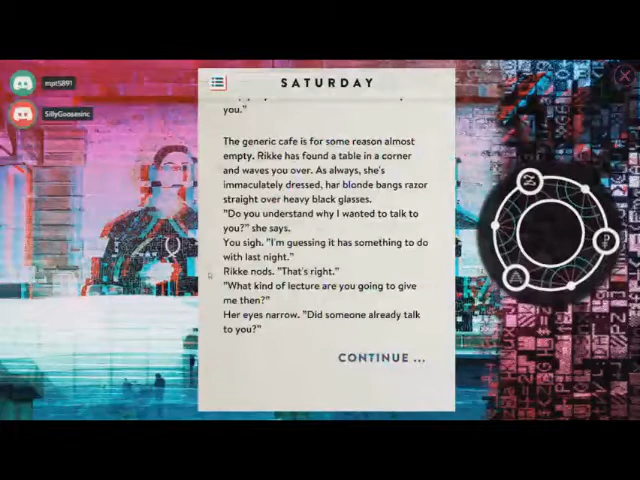 mpt5891
SillyGoosesinc
SATURDAY
you."
The generic cafe is for some reason almost
empty. Rikke has found a table in a corner
and waves you over. As always, she's
immaculately dressed, har blonde bangs razor
straight over heavy black glasses.
"Do you understand why I wanted to talk to
you?" she says.
You sigh. "I'm guessing it has something to do
with last night."
Rikke nods. "That's right."
"What kind of lecture are you going to give
me then?"
Her eyes narrow. "Did someone already talk
to you?"
CONTINUE ...